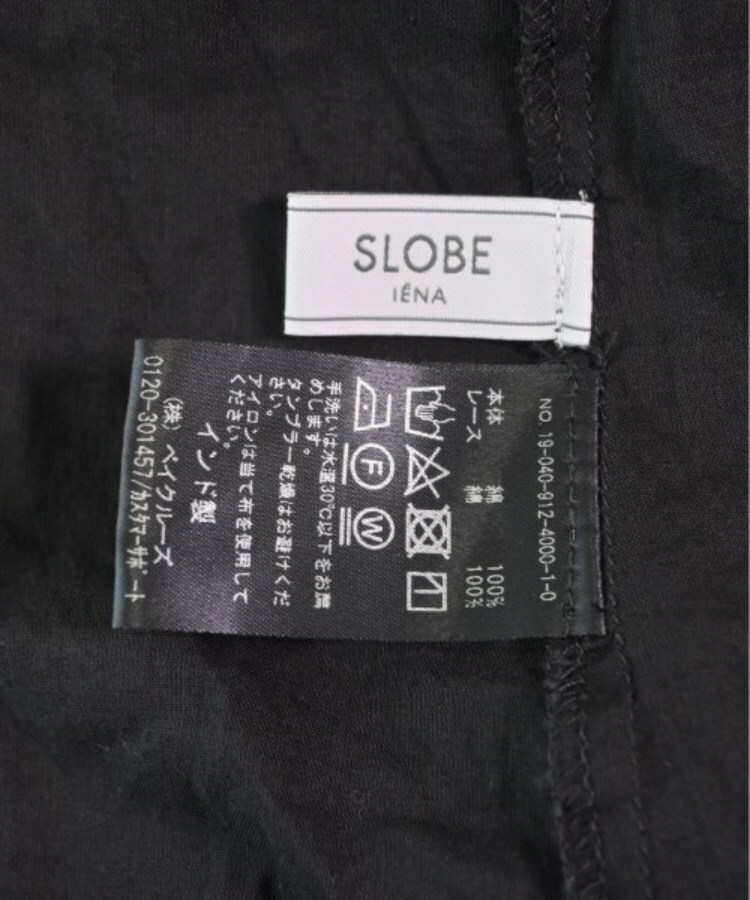 SLOBE
IÉNA
NO. 19-040-912-4000-1-0
本体 綿 100%
レース 綿 100%
F
W
手洗いは水温30℃以下をお薦
めします。
タンブラー乾燥はお避けくだ
さい。
アイロンは当て布を使用して
ください。
インド製
(株) ベイクルーズ
0120-301457/カスタマーサポート